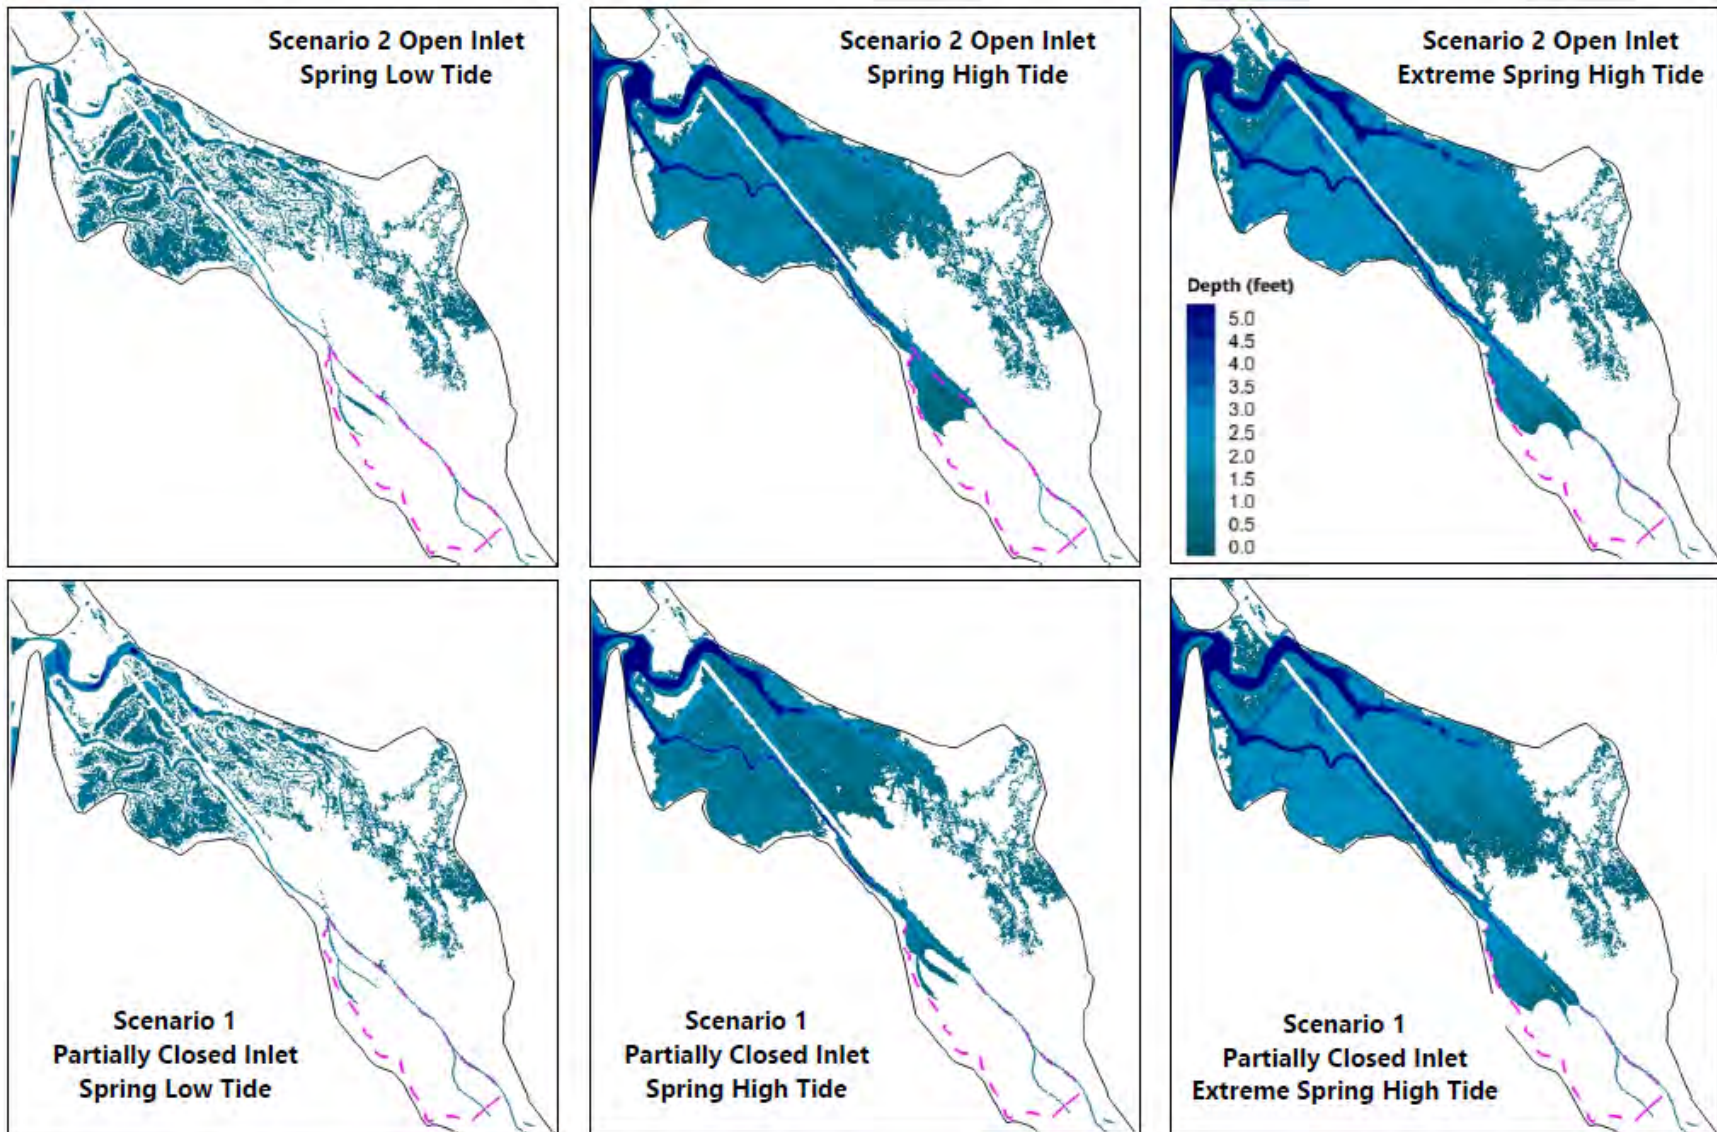 Scenario 2 Open Inlet
Spring Low Tide
Scenario 2 Open Inlet
Spring High Tide
Scenario 2 Open Inlet
Extreme Spring High Tide
Depth (feet)
5.0
4.5
4.0
3.5
3.0
2.5
2.0
1.5
1.0
0.5
0.0
Scenario 1
Partially Closed Inlet
Spring Low Tide
Scenario 1
Partially Closed Inlet
Spring High Tide
Scenario 1
Partially Closed Inlet
Extreme Spring High Tide